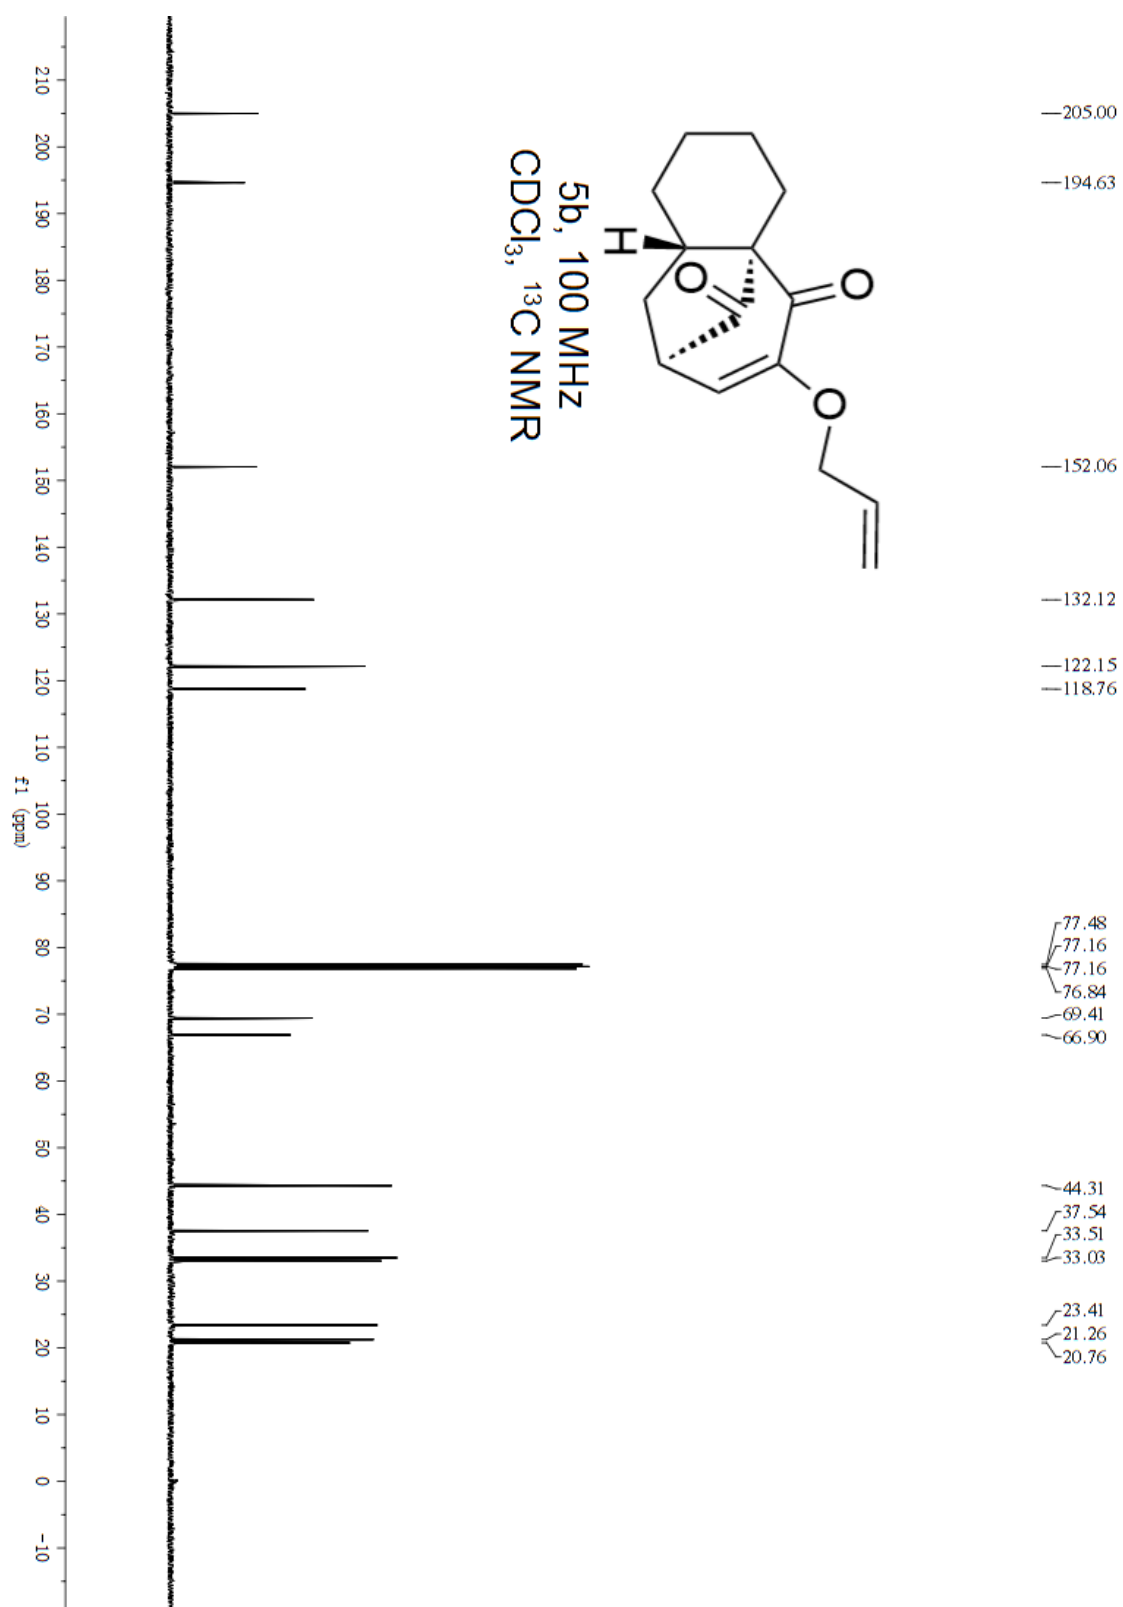 205.00
194.63
152.06
132.12
122.15
118.76
77.48
77.16
77.16
76.84
69.41
66.90
44.31
37.54
33.51
33.03
23.41
21.26
20.76
O
O
O
H
5b, 100 MHz
CDCl₃, ¹³C NMR
210 200 190 180 170 160 150 140 130 120 110 100 90 80 70 60 50 40 30 20 10 0 -10
f1 (ppm)